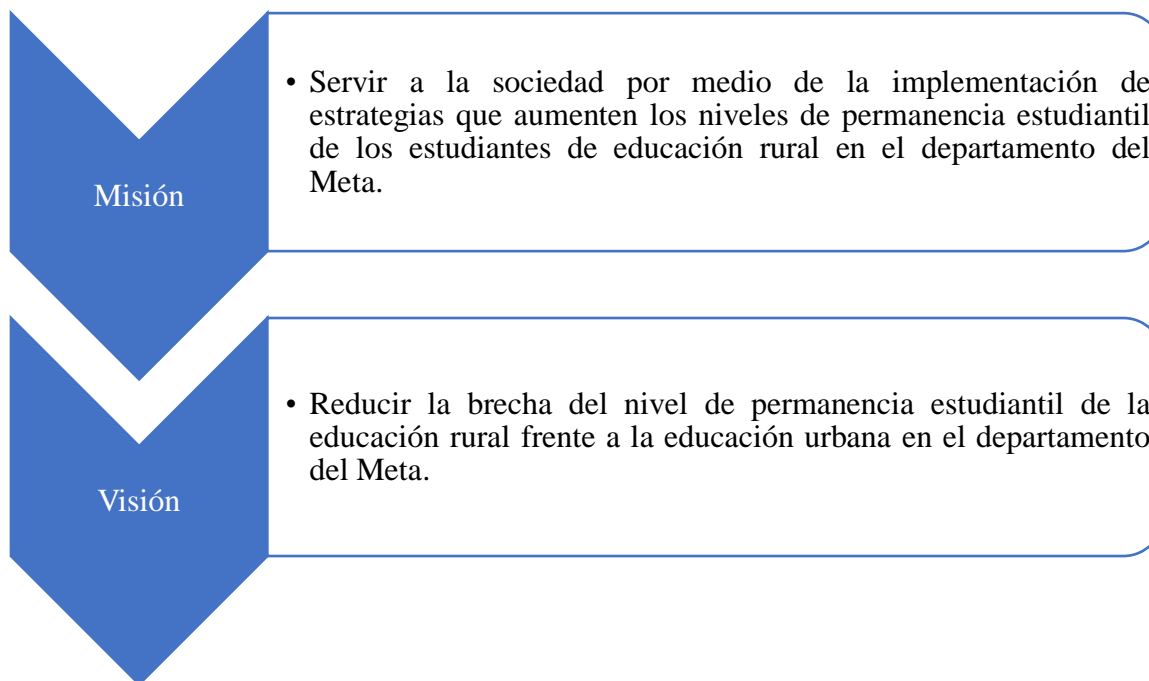 Misión
• Servir a la sociedad por medio de la implementación de
estrategias que aumenten los niveles de permanencia estudiantil
de los estudiantes de educación rural en el departamento del
Meta.
Visión
• Reducir la brecha del nivel de permanencia estudiantil de la
educación rural frente a la educación urbana en el departamento
del Meta.